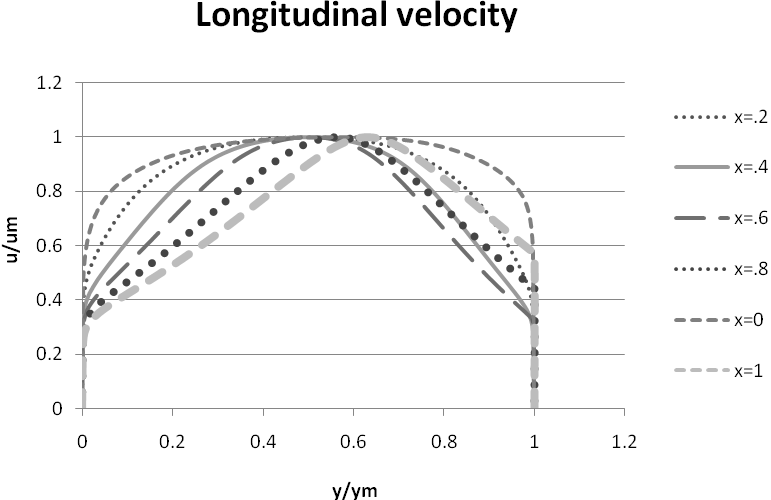 Longitudinal velocity
1.2
1
0.8
0.6
0.4
0.2
0
u/um
0 0.2 0.4 0.6 0.8 1 1.2
y/ym
x=.2
x=.4
x=.6
x=.8
x=0
x=1